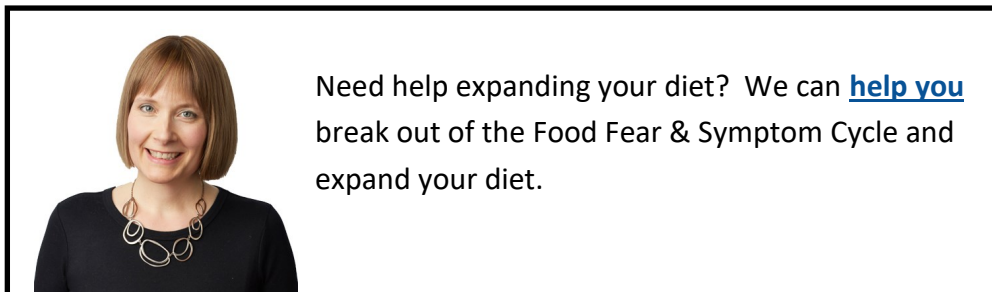 Need help expanding your diet?  We can help you
break out of the Food Fear & Symptom Cycle and
expand your diet.